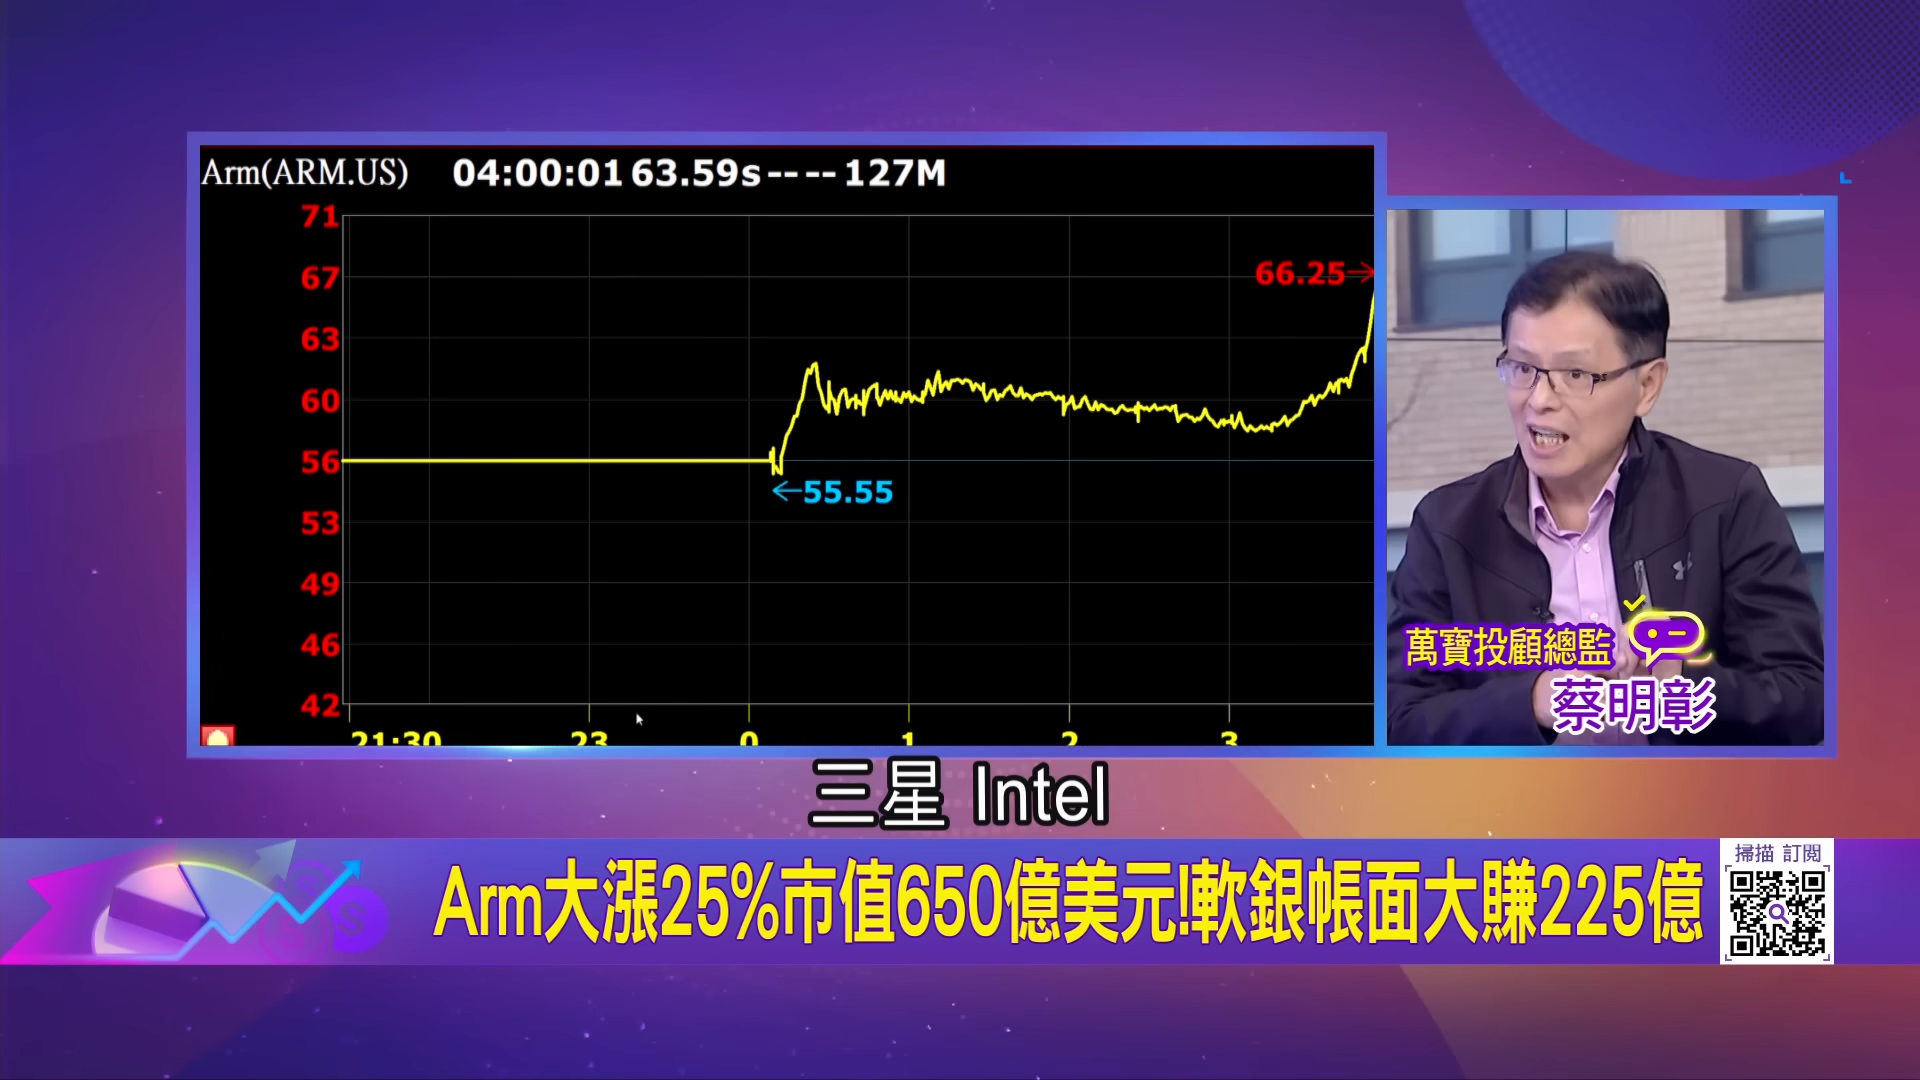 Arm(ARM.US) 04:00:01 63.59s -- -- 127M
71
67
66.25→
63
60
56
←55.55
53
49
46
42
21:30 23 0 1 2 3
萬寶投顧總監
蔡明彰
三星 Intel
Arm大漲25%市值650億美元!軟銀帳面大賺225億
掃描 訂閱